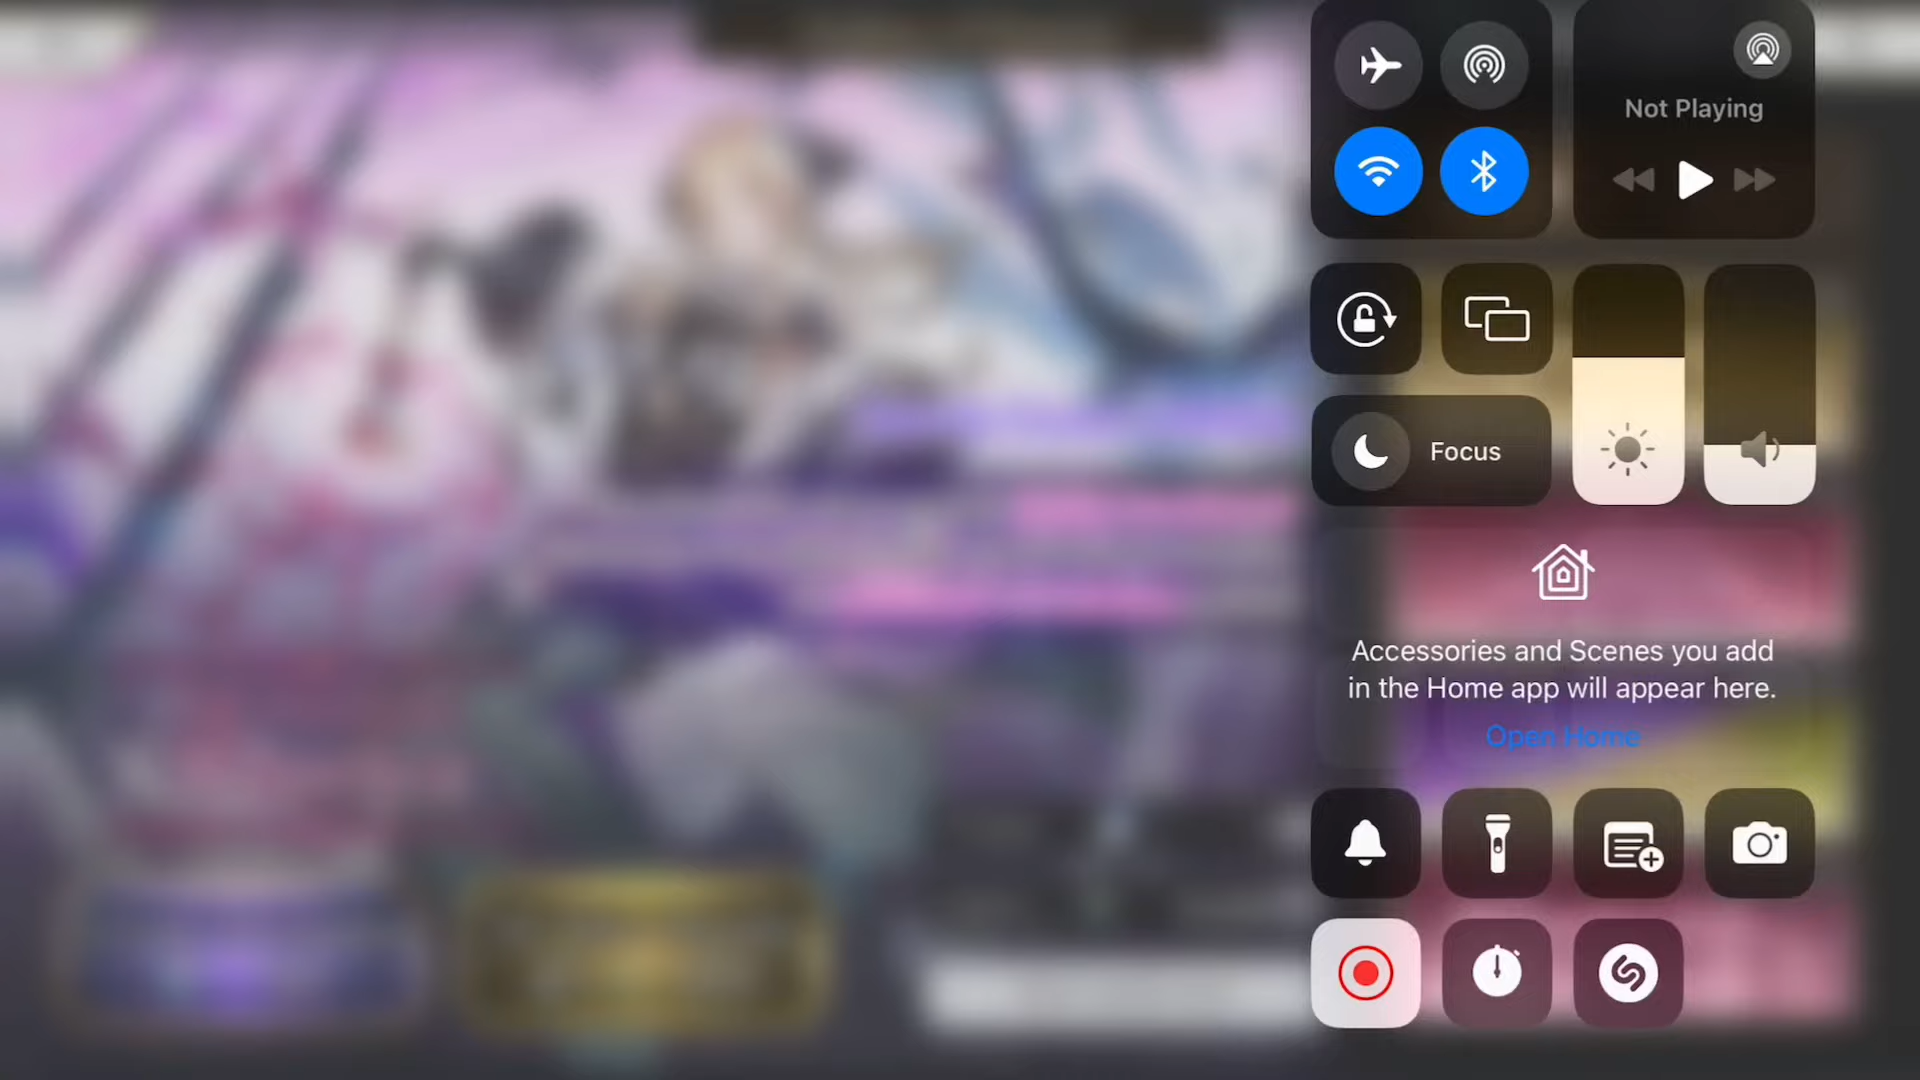 Not Playing
Focus
Accessories and Scenes you add
in the Home app will appear here.
Open Home